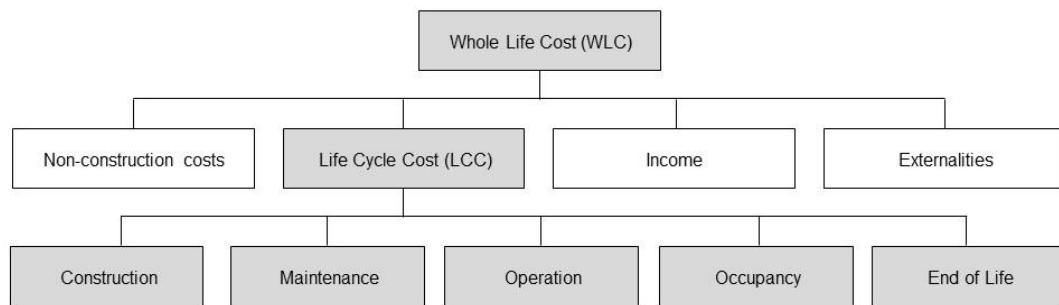 Whole Life Cost (WLC)
Non-construction costs
Life Cycle Cost (LCC)
Income
Externalities
Construction
Maintenance
Operation
Occupancy
End of Life